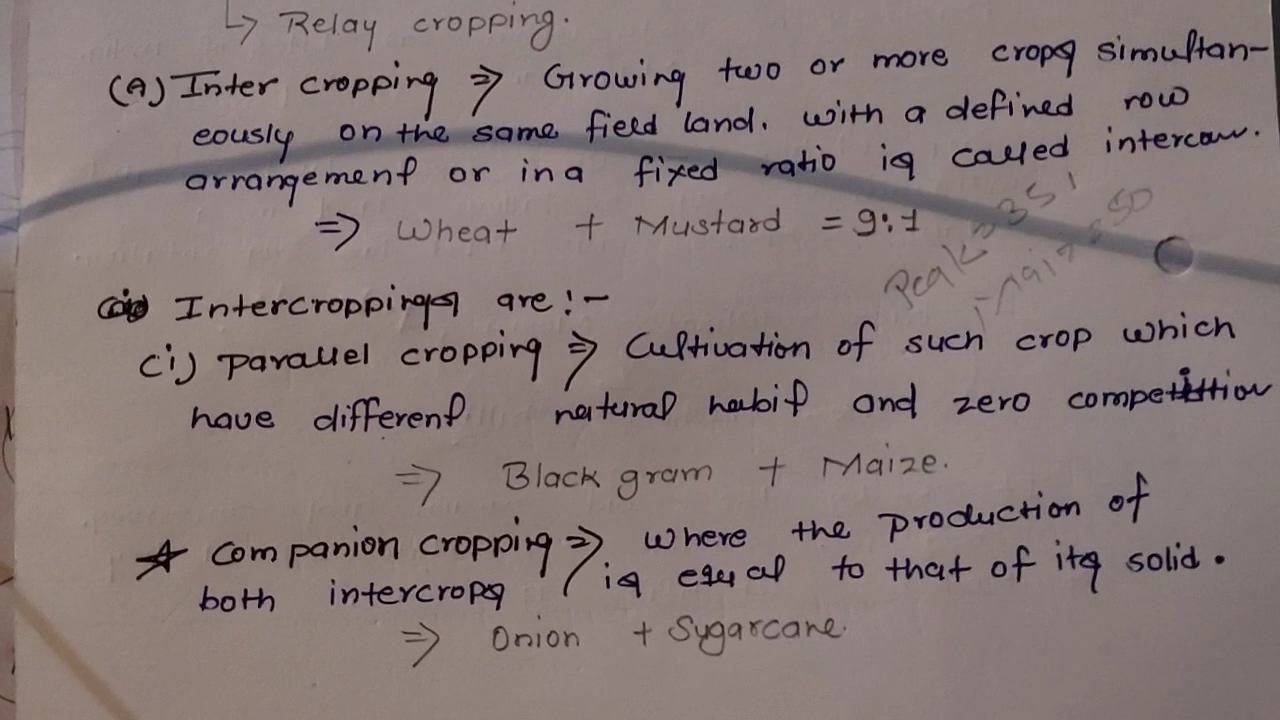 ↳ Relay cropping.
(A) Inter cropping ⇒ Growing two or more crops simultan-
eously on the same field land. with a defined row
arrangement or in a fixed ratio is called
⇒ Wheat + Mustard = 9:1
Intercroppings are :-
(i) parallel cropping ⇒ Cultivation of such crop which
have different natural habit and zero competition
⇒ Black gram + Maize.
★ Companion cropping ⇒ where the production of
both intercrops is equal to that of its solid.
⇒ Onion + Sugarcane.